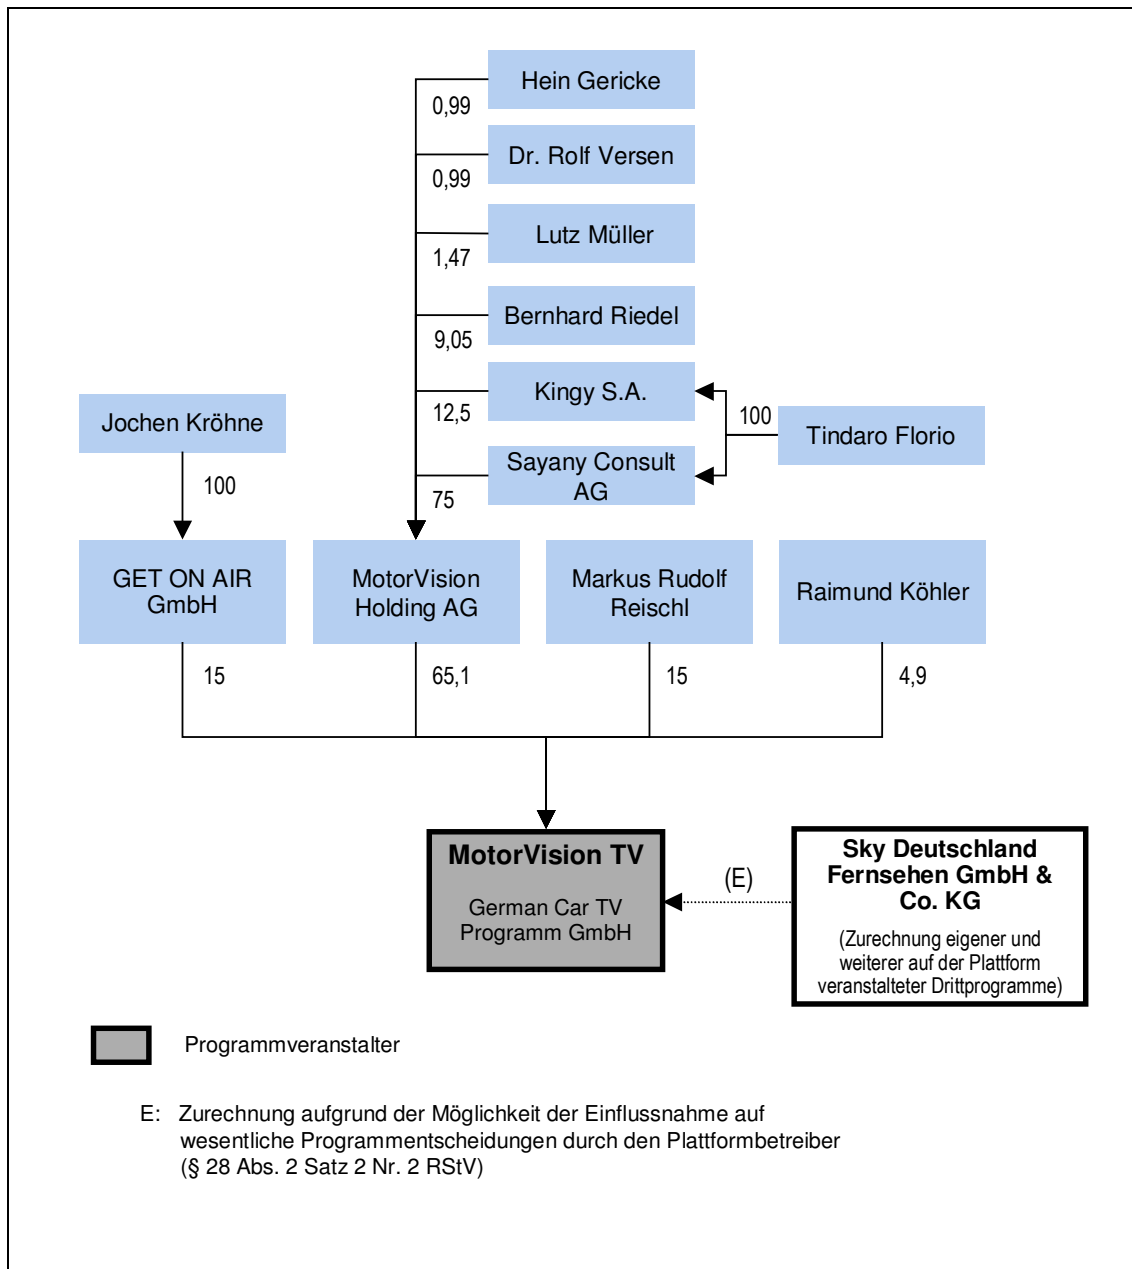 Hein Gericke
0,99
Dr. Rolf Versen
0,99
Lutz Müller
1,47
Bernhard Riedel
9,05
Kingy S.A.
12,5
Jochen Kröhne
100
Tindaro Florio
Sayany Consult
AG
75
100
GET ON AIR
GmbH
MotorVision
Holding AG
Markus Rudolf
Reischl
Raimund Köhler
15
65,1
15
4,9
MotorVision TV
German Car TV
Programm GmbH
(E)
Sky Deutschland
Fernsehen GmbH &
Co. KG
(Zurechnung eigener und
weiterer auf der Plattform
veranstalteter Drittprogramme)
Programmveranstalter
E: Zurechnung aufgrund der Möglichkeit der Einflussnahme auf
wesentliche Programmentscheidungen durch den Plattformbetreiber
(§ 28 Abs. 2 Satz 2 Nr. 2 RStV)